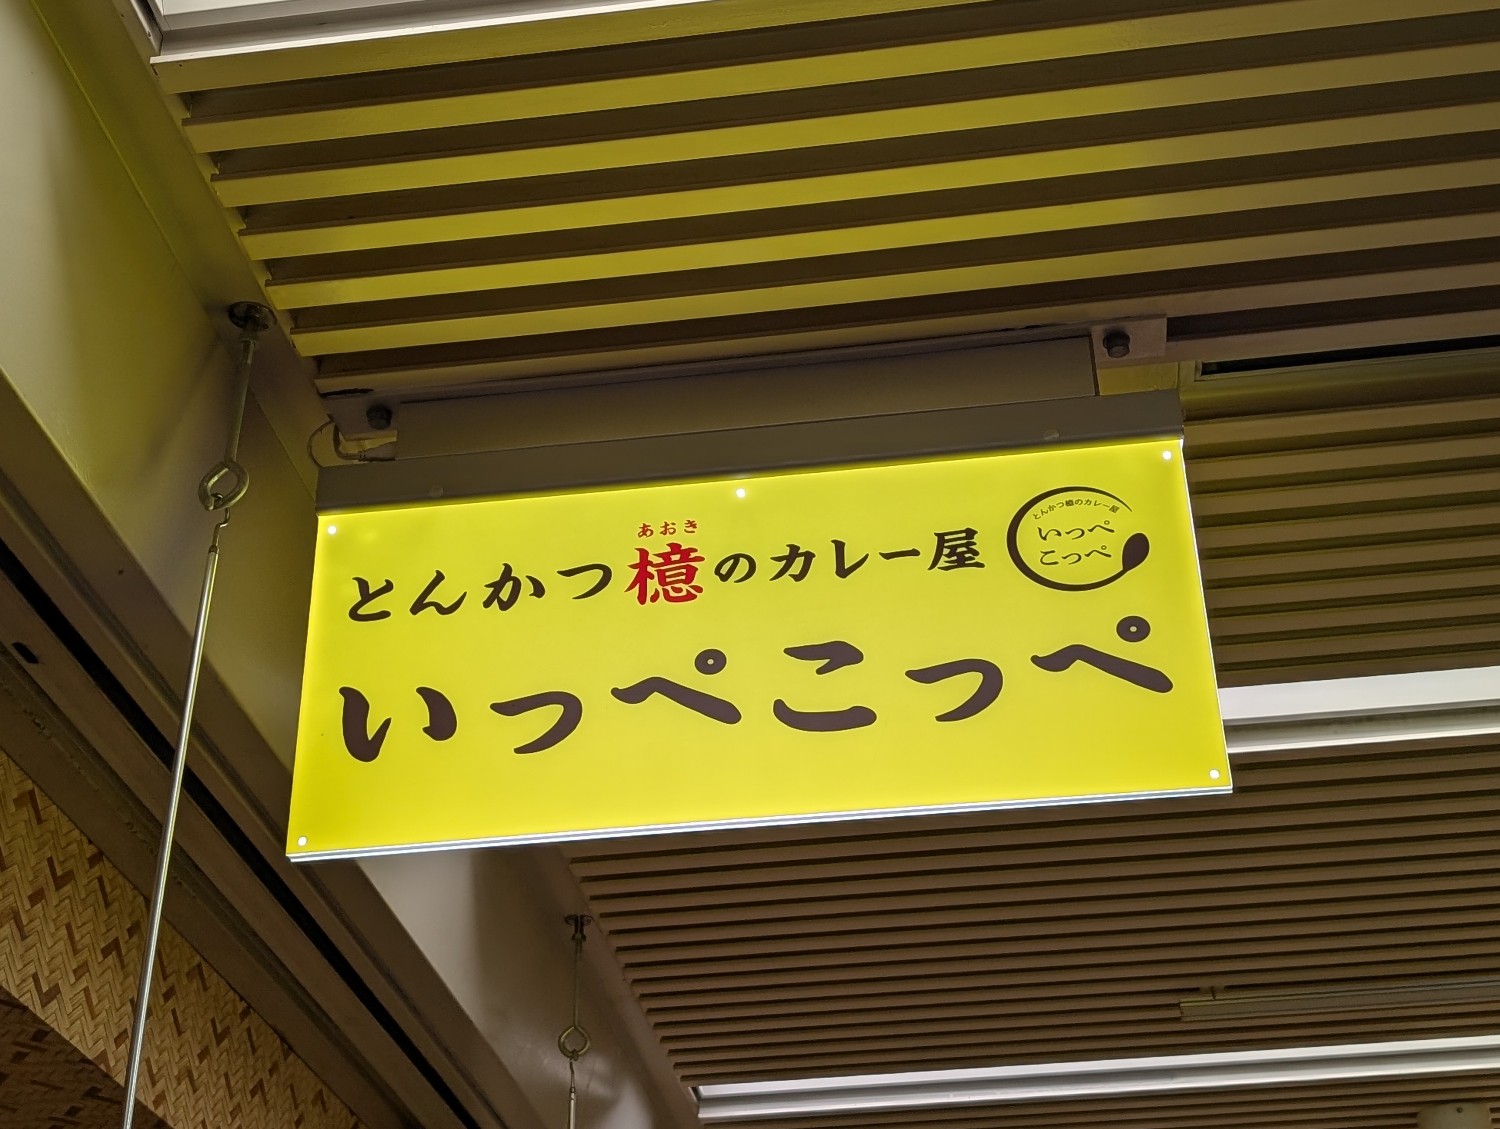 あおき
とんかつ檍のカレー屋
いっぺこっぺ
とんかつ檍のカレー屋
いっぺ
こっぺ